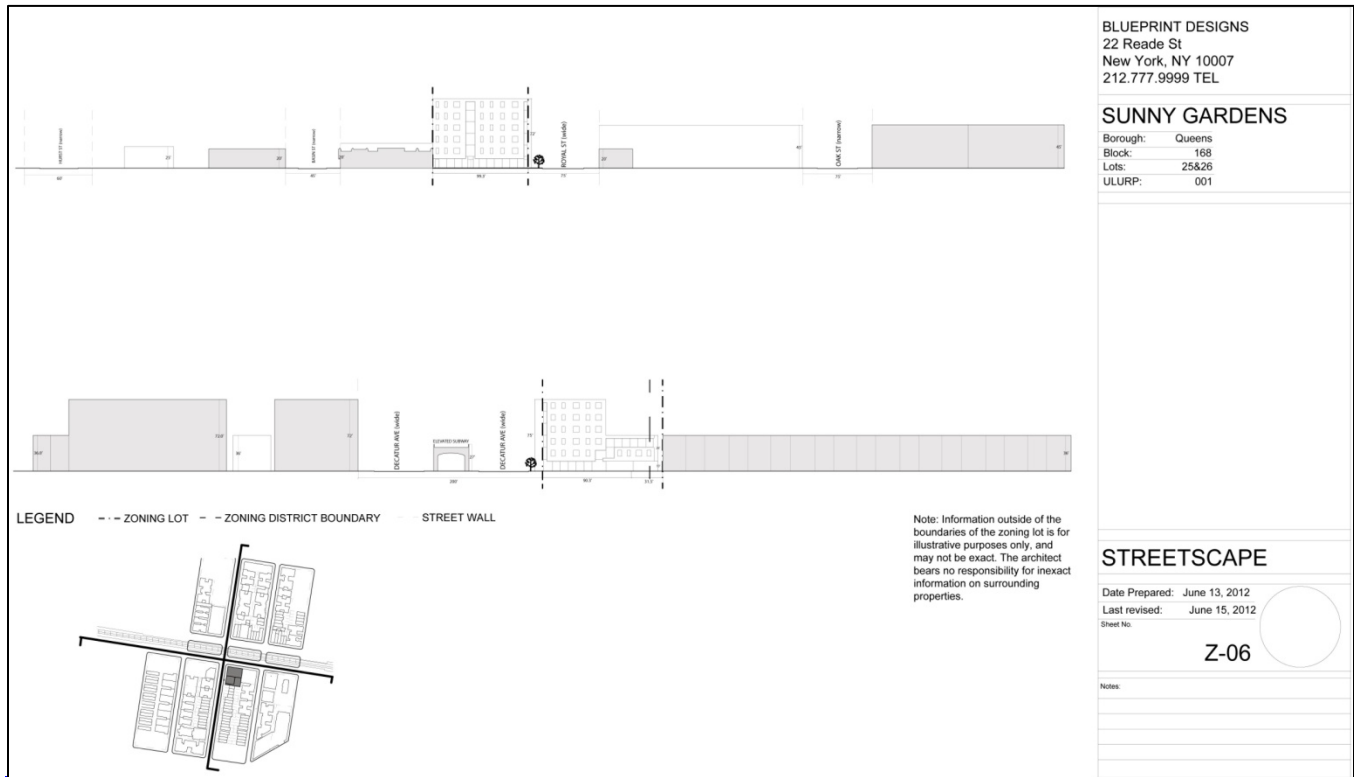 BLUEPRINT DESIGNS
22 Reade St
New York, NY 10007
212.777.9999 TEL
SUNNY GARDENS
Borough: Queens
Block: 168
Lots: 25&26
ULURP: 001
ROYAL ST (wide)
OAK ST (narrow)
DECATUR AVE (wide)
ELEVATED SUBWAY
DECATUR AVE (wide)
LEGEND
ZONING LOT
ZONING DISTRICT BOUNDARY
STREET WALL
Note: Information outside of the
boundaries of the zoning lot is for
illustrative purposes only, and
may not be exact. The architect
bears no responsibility for inexact
information on surrounding
properties.
STREETSCAPE
Date Prepared: June 13, 2012
Last revised: June 15, 2012
Sheet No.
Z-06
Notes: